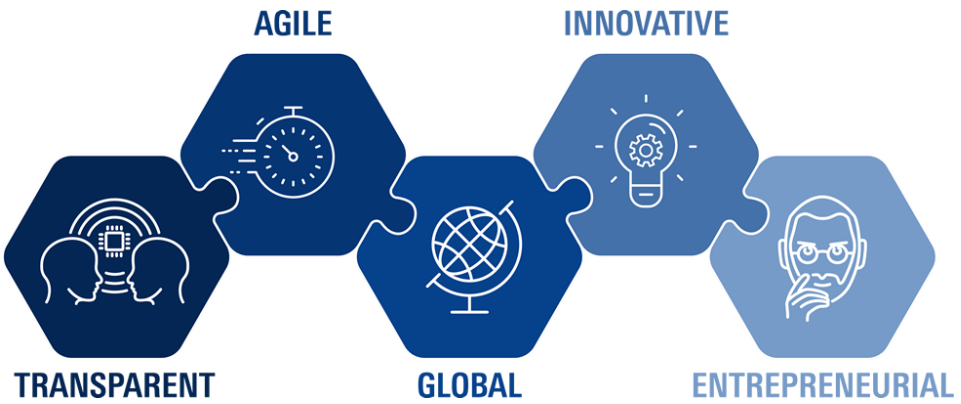 AGILE
INNOVATIVE
TRANSPARENT
GLOBAL
ENTREPRENEURIAL